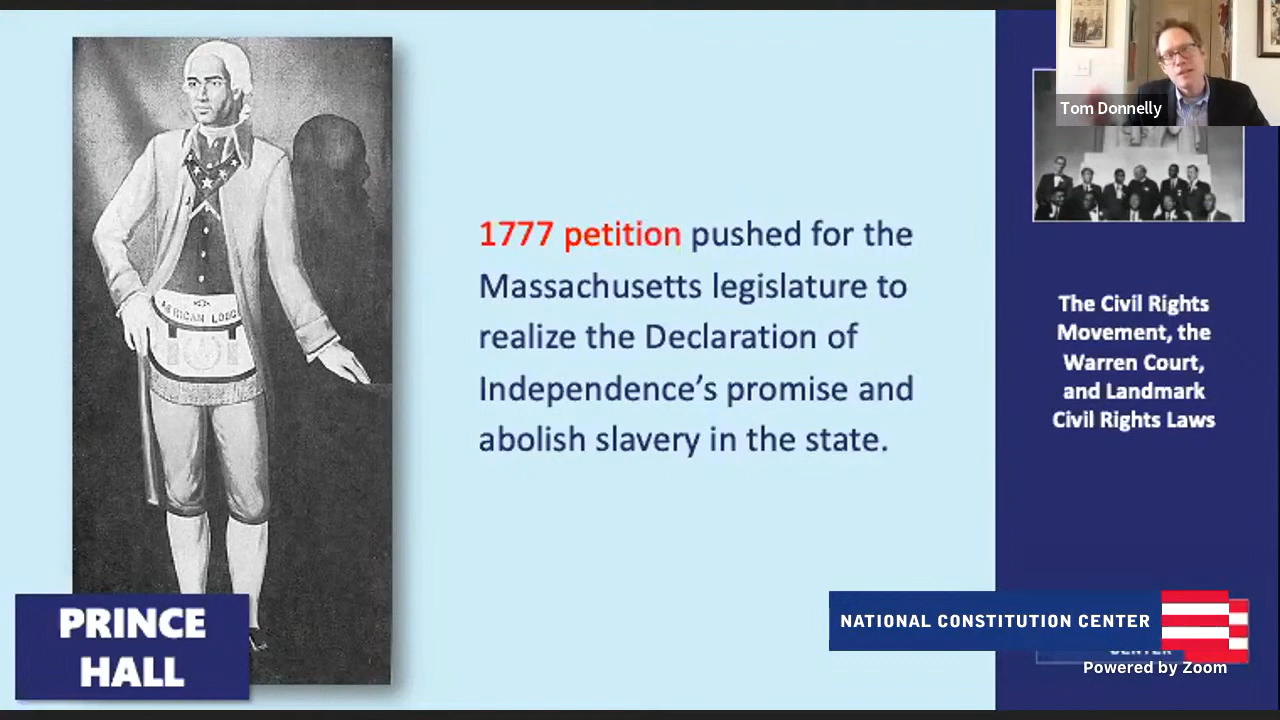 Tom Donnelly
1777 petition pushed for the
Massachusetts legislature to
realize the Declaration of
Independence’s promise and
abolish slavery in the state.
The Civil Rights
Movement, the
Warren Court,
and Landmark
Civil Rights Laws
PRINCE
HALL
NATIONAL CONSTITUTION CENTER
CENTER
Powered by Zoom